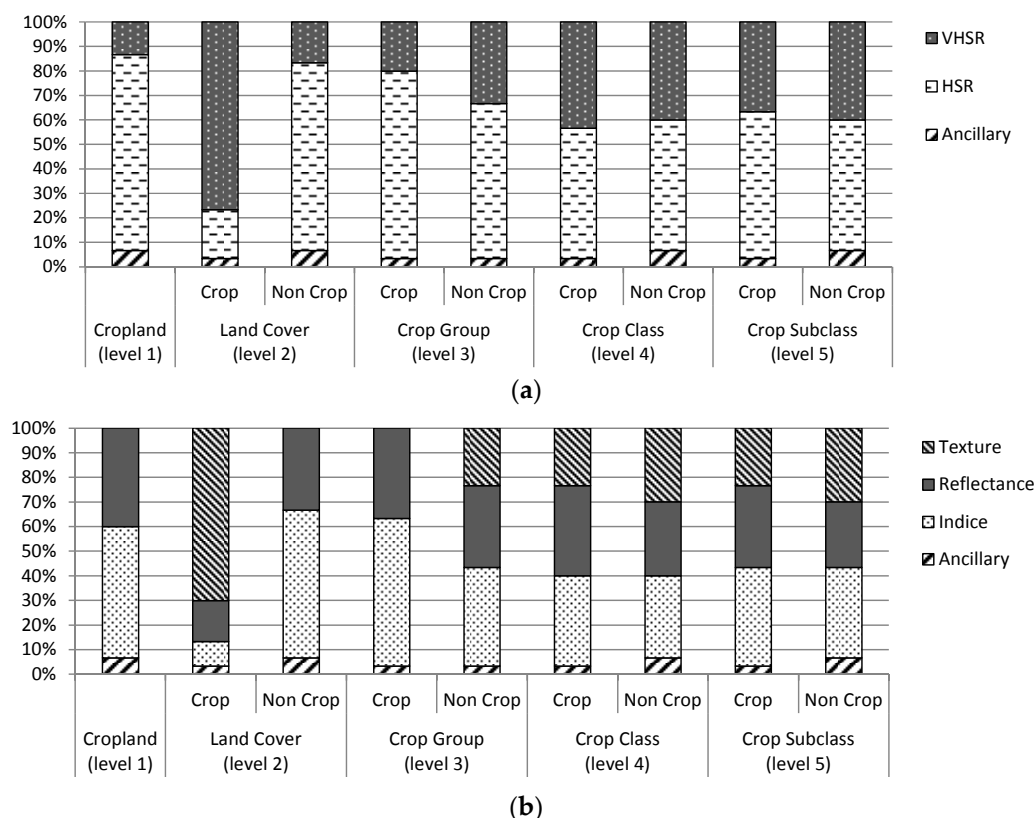 100%
90%
80%
70%
60%
50%
40%
30%
20%
10%
0%
VHSR
HSR
Ancillary
Crop Non Crop Crop Non Crop Crop Non Crop Crop Non Crop
Cropland Land Cover Crop Group Crop Class Crop Subclass
(level 1) (level 2) (level 3) (level 4) (level 5)
(a)
100%
90%
80%
70%
60%
50%
40%
30%
20%
10%
0%
Texture
Reflectance
Indice
Ancillary
Crop Non Crop Crop Non Crop Crop Non Crop Crop Non Crop
Cropland Land Cover Crop Group Crop Class Crop Subclass
(level 1) (level 2) (level 3) (level 4) (level 5)
(b)